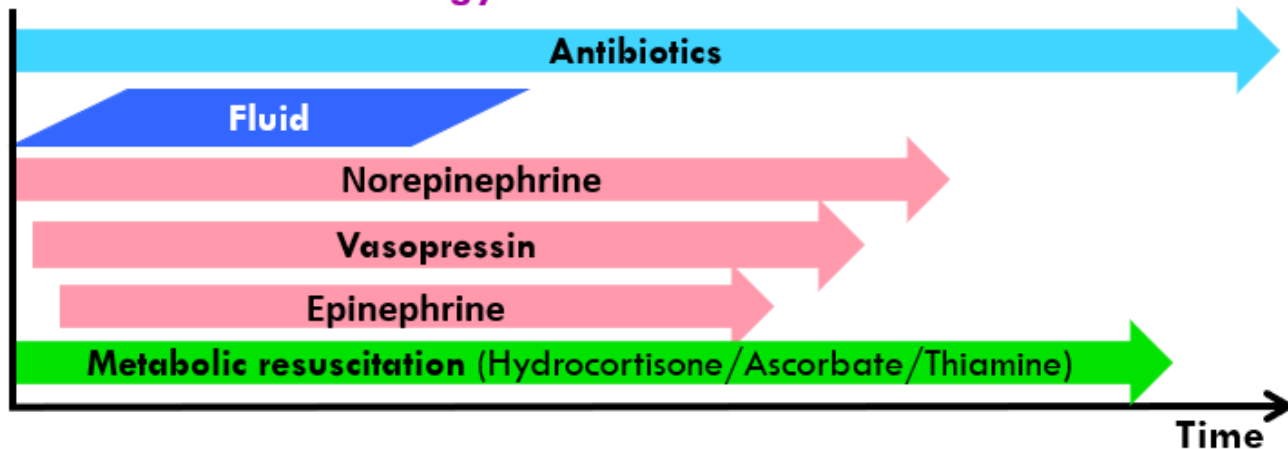 Antibiotics
Fluid
Norepinephrine
Vasopressin
Epinephrine
Metabolic resuscitation (Hydrocortisone/Ascorbate/Thiamine)
Time